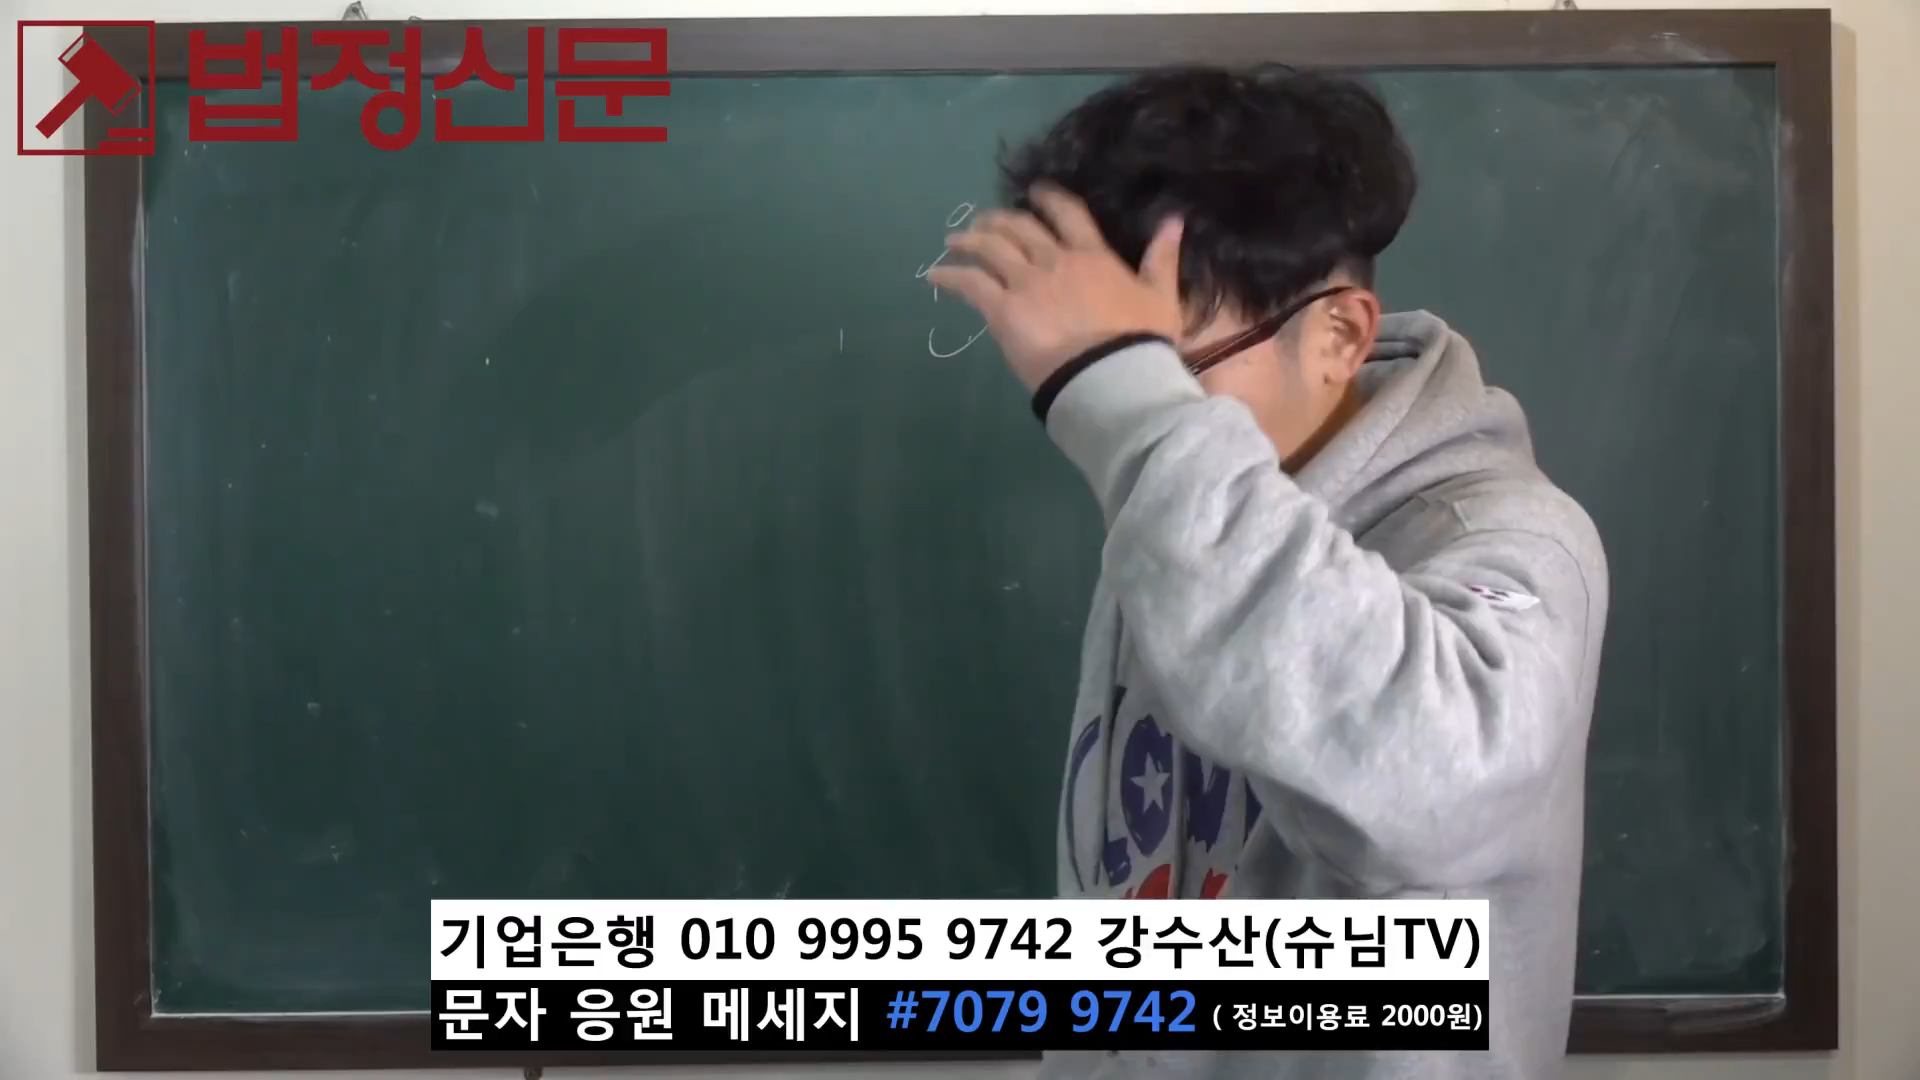 법정신문
기업은행 010 9995 9742 강수산(슈님TV)
문자 응원 메세지 #7079 9742 ( 정보이용료 2000원)